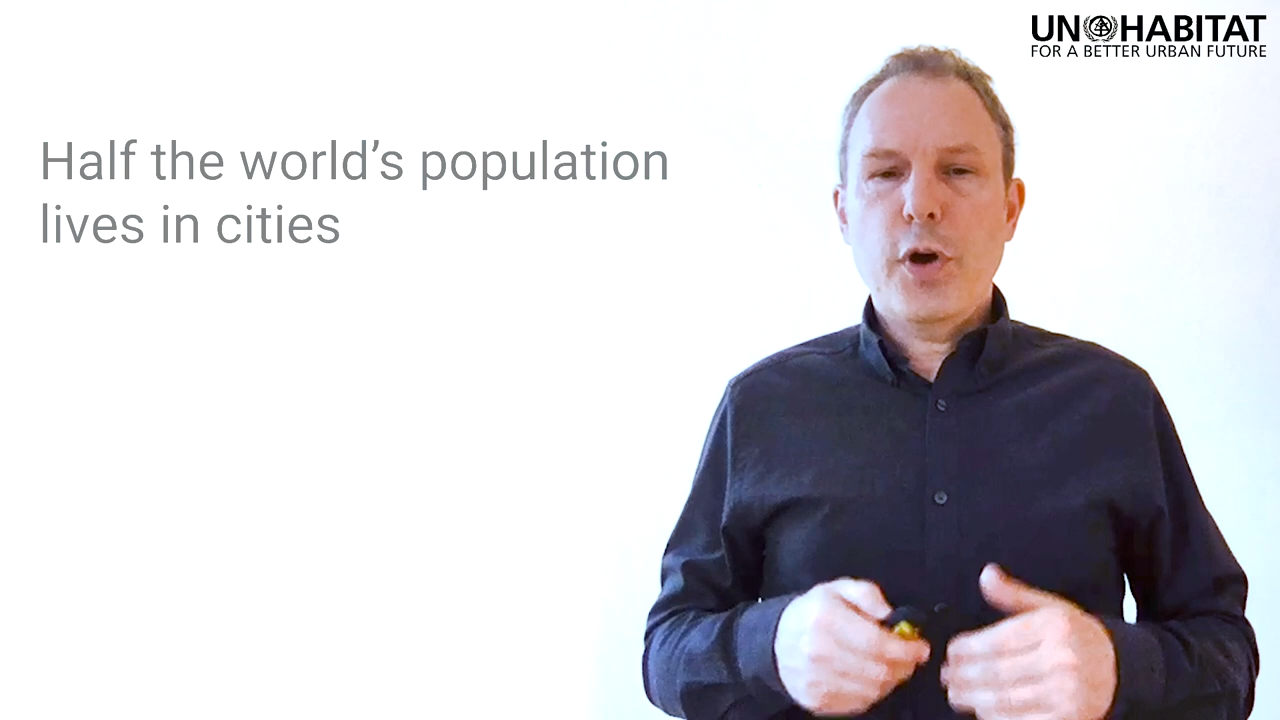 UN HABITAT
FOR A BETTER URBAN FUTURE
Half the world’s population
lives in cities